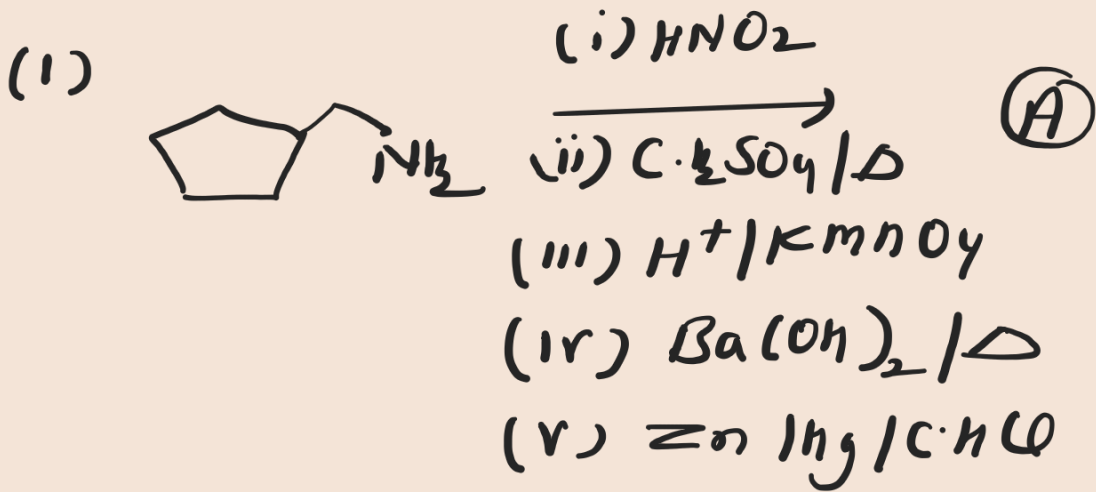 (1)
(i) HNO2
NH2
(ii) C.H2SO4/Δ
(A)
(iii) H+/KmnO4
(iv) Ba(OH)2/Δ
(v) Zn/Hg/C.HCl